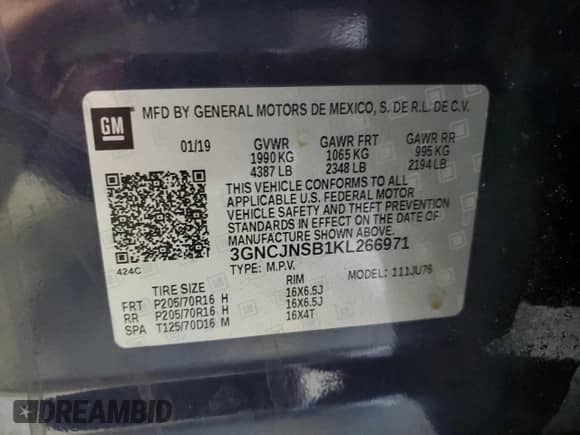 GM
MFD BY GENERAL MOTORS DE MEXICO, S. DE R.L. DE C.V.
01/19 GVWR GAWR FRT GAWR RR
1990 KG 1065 KG 995 KG
4387 LB 2348 LB 2194 LB
THIS VEHICLE CONFORMS TO ALL
APPLICABLE U.S. FEDERAL MOTOR
VEHICLE SAFETY AND THEFT PREVENTION
STANDARDS IN EFFECT ON THE DATE OF
MANUFACTURE SHOWN ABOVE.
3GNCJNSB1KL266971
424C
TYPE: M.P.V. MODEL: 111JU76
TIRE SIZE RIM
FRT P205/70R16 H 16X6.5J
RR P205/70R16 H 16X6.5J
SPA T125/70D16 M 16X4T
DREAMBID